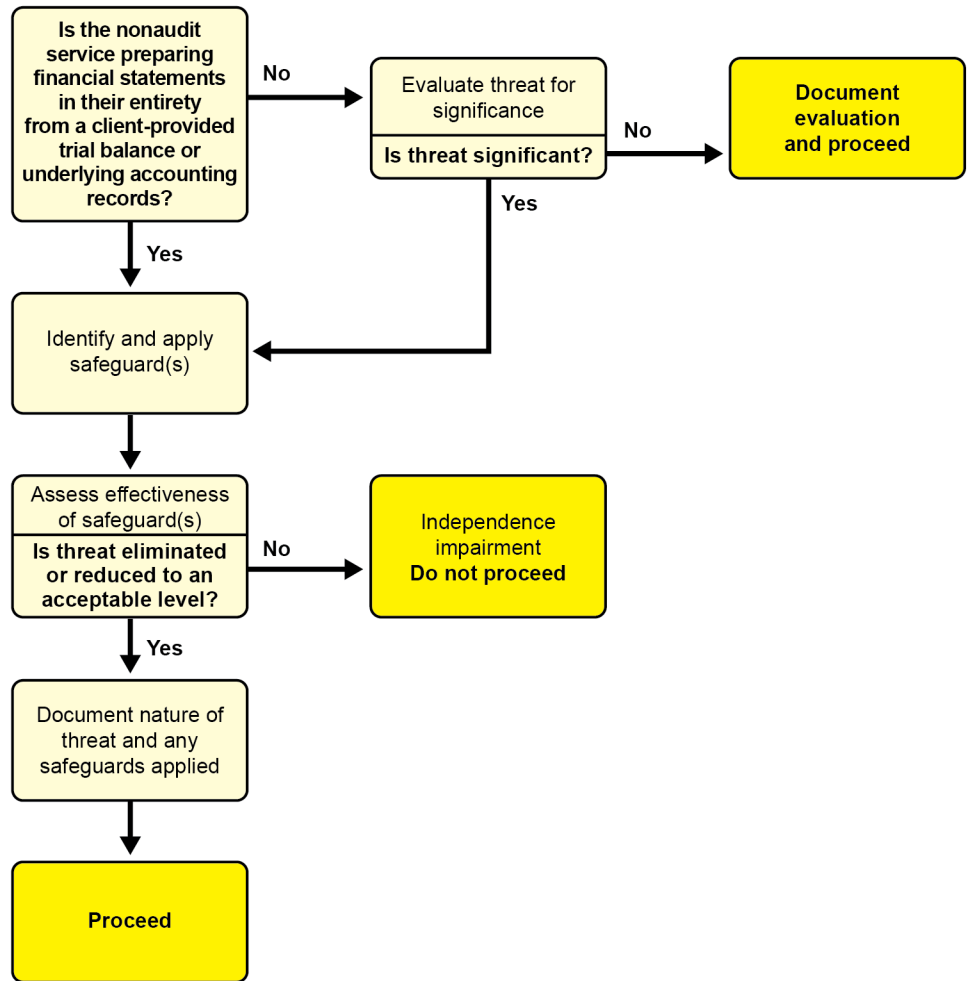 Is the nonaudit
service preparing
financial statements
in their entirety
from a client-provided
trial balance or
underlying accounting
records?
No
Evaluate threat for
significance
Is threat significant?
No
Document
evaluation
and proceed
Yes
Yes
Identify and apply
safeguard(s)
Assess effectiveness
of safeguard(s)
Is threat eliminated
or reduced to an
acceptable level?
No
Independence
impairment
Do not proceed
Yes
Document nature of
threat and any
safeguards applied
Proceed